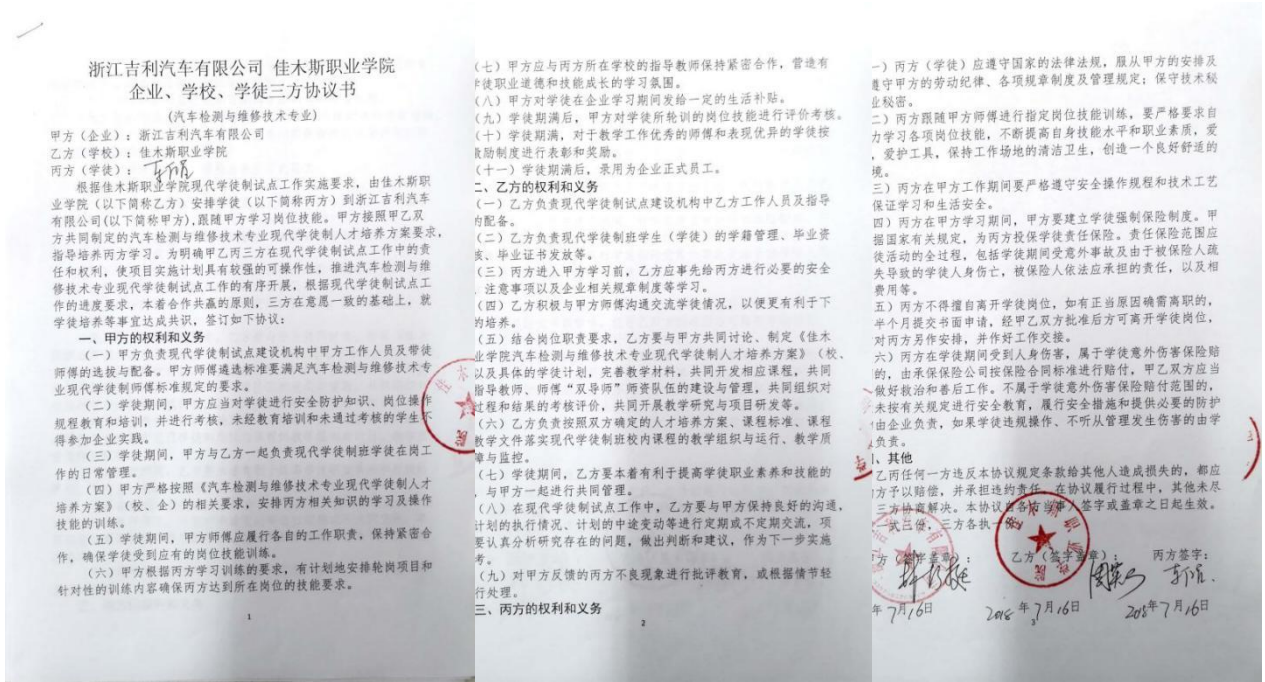 浙江吉利汽车有限公司 佳木斯职业学院
企业、学校、学徒三方协议书
(汽车检测与维修技术专业)
甲方（企业）：浙江吉利汽车有限公司
乙方（学校）：佳木斯职业学院
丙方（学徒）：
根据佳木斯职业学院现代学徒制试点工作实施要求，由佳木斯职
业学院（以下简称乙方）安排学徒（以下简称丙方）到浙江吉利汽车
有限公司(以下简称甲方),跟随甲方学习岗位技能。甲方按照甲乙双
方共同制定的汽车检测与维修技术专业现代学徒制人才培养方案要求，
指导培养丙方学习。为明确甲乙丙三方在现代学徒制试点工作中的责
任和权利，使项目实施计划具有较强的可操作性，推进汽车检测与维
修技术专业现代学徒制试点工作的有序开展，根据现代学徒制试点工
作的进度要求，本着合作共赢的原则，三方在意愿一致的基础上，就
学徒培养等事宜达成共识，签订如下协议：
一、甲方的权利和义务
（一）甲方负责现代学徒制试点建设机构中甲方工作人员及带徒
师傅的选拔与配备。甲方师傅遴选标准要满足汽车检测与维修技术专
业现代学徒制师傅标准规定的要求。
（二）学徒期间，甲方应当对学徒进行安全防护知识、岗位操作
规程教育和培训，并进行考核，未经教育培训和未通过考核的学生不
得参加企业实践。
（三）学徒期间，甲方与乙方一起负责现代学徒制班学徒在岗工
作的日常管理。
（四）甲方严格按照《汽车检测与维修技术专业现代学徒制人才
培养方案》（校、企）的相关要求，安排丙方相关知识的学习及操作
技能的训练。
（五）学徒期间，甲方师傅应履行各自的工作职责，保持紧密合
作，确保学徒受到应有的岗位技能训练。
（六）甲方根据丙方学习训练的要求，有计划地安排轮岗项目和
针对性的训练内容确保丙方达到所在岗位的技能要求。
1
（七）甲方应与丙方所在学校的指导教师保持紧密合作，营造有
学徒职业道德和技能成长的学习氛围。
（八）甲方对学徒在企业学习期间发给一定的生活补贴。
（九）学徒期满后，甲方对学徒所轮训的岗位技能进行评价考核。
（十）学徒期满，对于教学工作优秀的师傅和表现优异的学徒按
激励制度进行表彰和奖励。
（十一）学徒期满后，录用为企业正式员工。
二、乙方的权利和义务
（一）乙方负责现代学徒制试点建设机构中乙方工作人员及指导
的配备。
（二）乙方负责现代学徒制班学生（学徒）的学籍管理、毕业资
核、毕业证书发放等。
（三）丙方进入甲方学习前，乙方应事先给丙方进行必要的安全
、注意事项以及企业相关规章制度等学习。
（四）乙方积极与甲方师傅沟通交流学徒情况，以便更有利于下
的培养。
（五）结合岗位职责要求，乙方要与甲方共同讨论、制定《佳木
业学院汽车检测与维修技术专业现代学徒制人才培养方案》（校、
以及具体的学徒计划，完善教学材料，共同开发相应课程，共同
指导教师、师傅“双导师”师资队伍的建设与管理，共同组织对
过程和结果的考核评价，共同开展教学研究与项目研发等。
（六）乙方负责按照双方确定的人才培养方案、课程标准、课程
教学文件落实现代学徒制班校内课程的教学组织与运行、教学质
障与监控。
（七）学徒期间，乙方要本着有利于提高学徒职业素养和技能的
，与甲方一起进行共同管理。
（八）在现代学徒制试点工作中，乙方要与甲方保持良好的沟通，
计划的执行情况、计划的中途变动等进行定期或不定期交流，项
要认真分析研究存在的问题，做出判断和建议，作为下一步实施
考。
（九）对甲方反馈的丙方不良现象进行批评教育，或根据情节轻
行处理。
三、丙方的权利和义务
2
一）丙方（学徒）应遵守国家的法律法规，服从甲方的安排及
遵守甲方的劳动纪律、各项规章制度及管理规定；保守技术秘
业秘密。
二）丙方跟随甲方师傅进行指定岗位技能训练，要严格要求自
力学习各项岗位技能，不断提高自身技能水平和职业素质，爱
，爱护工具，保持工作场地的清洁卫生，创造一个良好舒适的
境。
三）丙方在甲方工作期间要严格遵守安全操作规程和技术工艺
保证学习和生活安全。
四）丙方在甲方学习期间，甲方要建立学徒强制保险制度。甲
据国家有关规定，为丙方投保学徒责任保险。责任保险范围应
徒活动的全过程，包括学徒期间受意外事故及由于被保险人疏
失导致的学徒人身伤亡，被保险人依法应承担的责任，以及相
费用等。
五）丙方不得擅自离开学徒岗位，如有正当原因确需离职的，
半个月提交书面申请，经甲乙双方批准后方可离开学徒岗位，
对丙方另作安排，并作好工作交接。
六）丙方在学徒期间受到人身伤害，属于学徒意外伤害保险赔
的，由承保保险公司按保险合同标准进行赔付，甲乙双方应当
做好救治和善后工作。不属于学徒意外伤害保险赔付范围的，
未按有关规定进行安全教育，履行安全措施和提供必要的防护
由企业负责，如果学徒违规操作、不听从管理发生伤害的由学
负责。
、其他
乙丙任何一方违反本协议规定条款给其他人造成损失的，都应
方予以赔偿，并承担违约责任。在协议履行过程中，其他未尽
三方协商解决。本协议自各方当事人签字或盖章之日起生效。
一式三份，三方各执一
方（签字盖章）： 乙方（签字盖章）： 丙方签字：
年7月16日 2018年7月16日 2018年7月16日
3